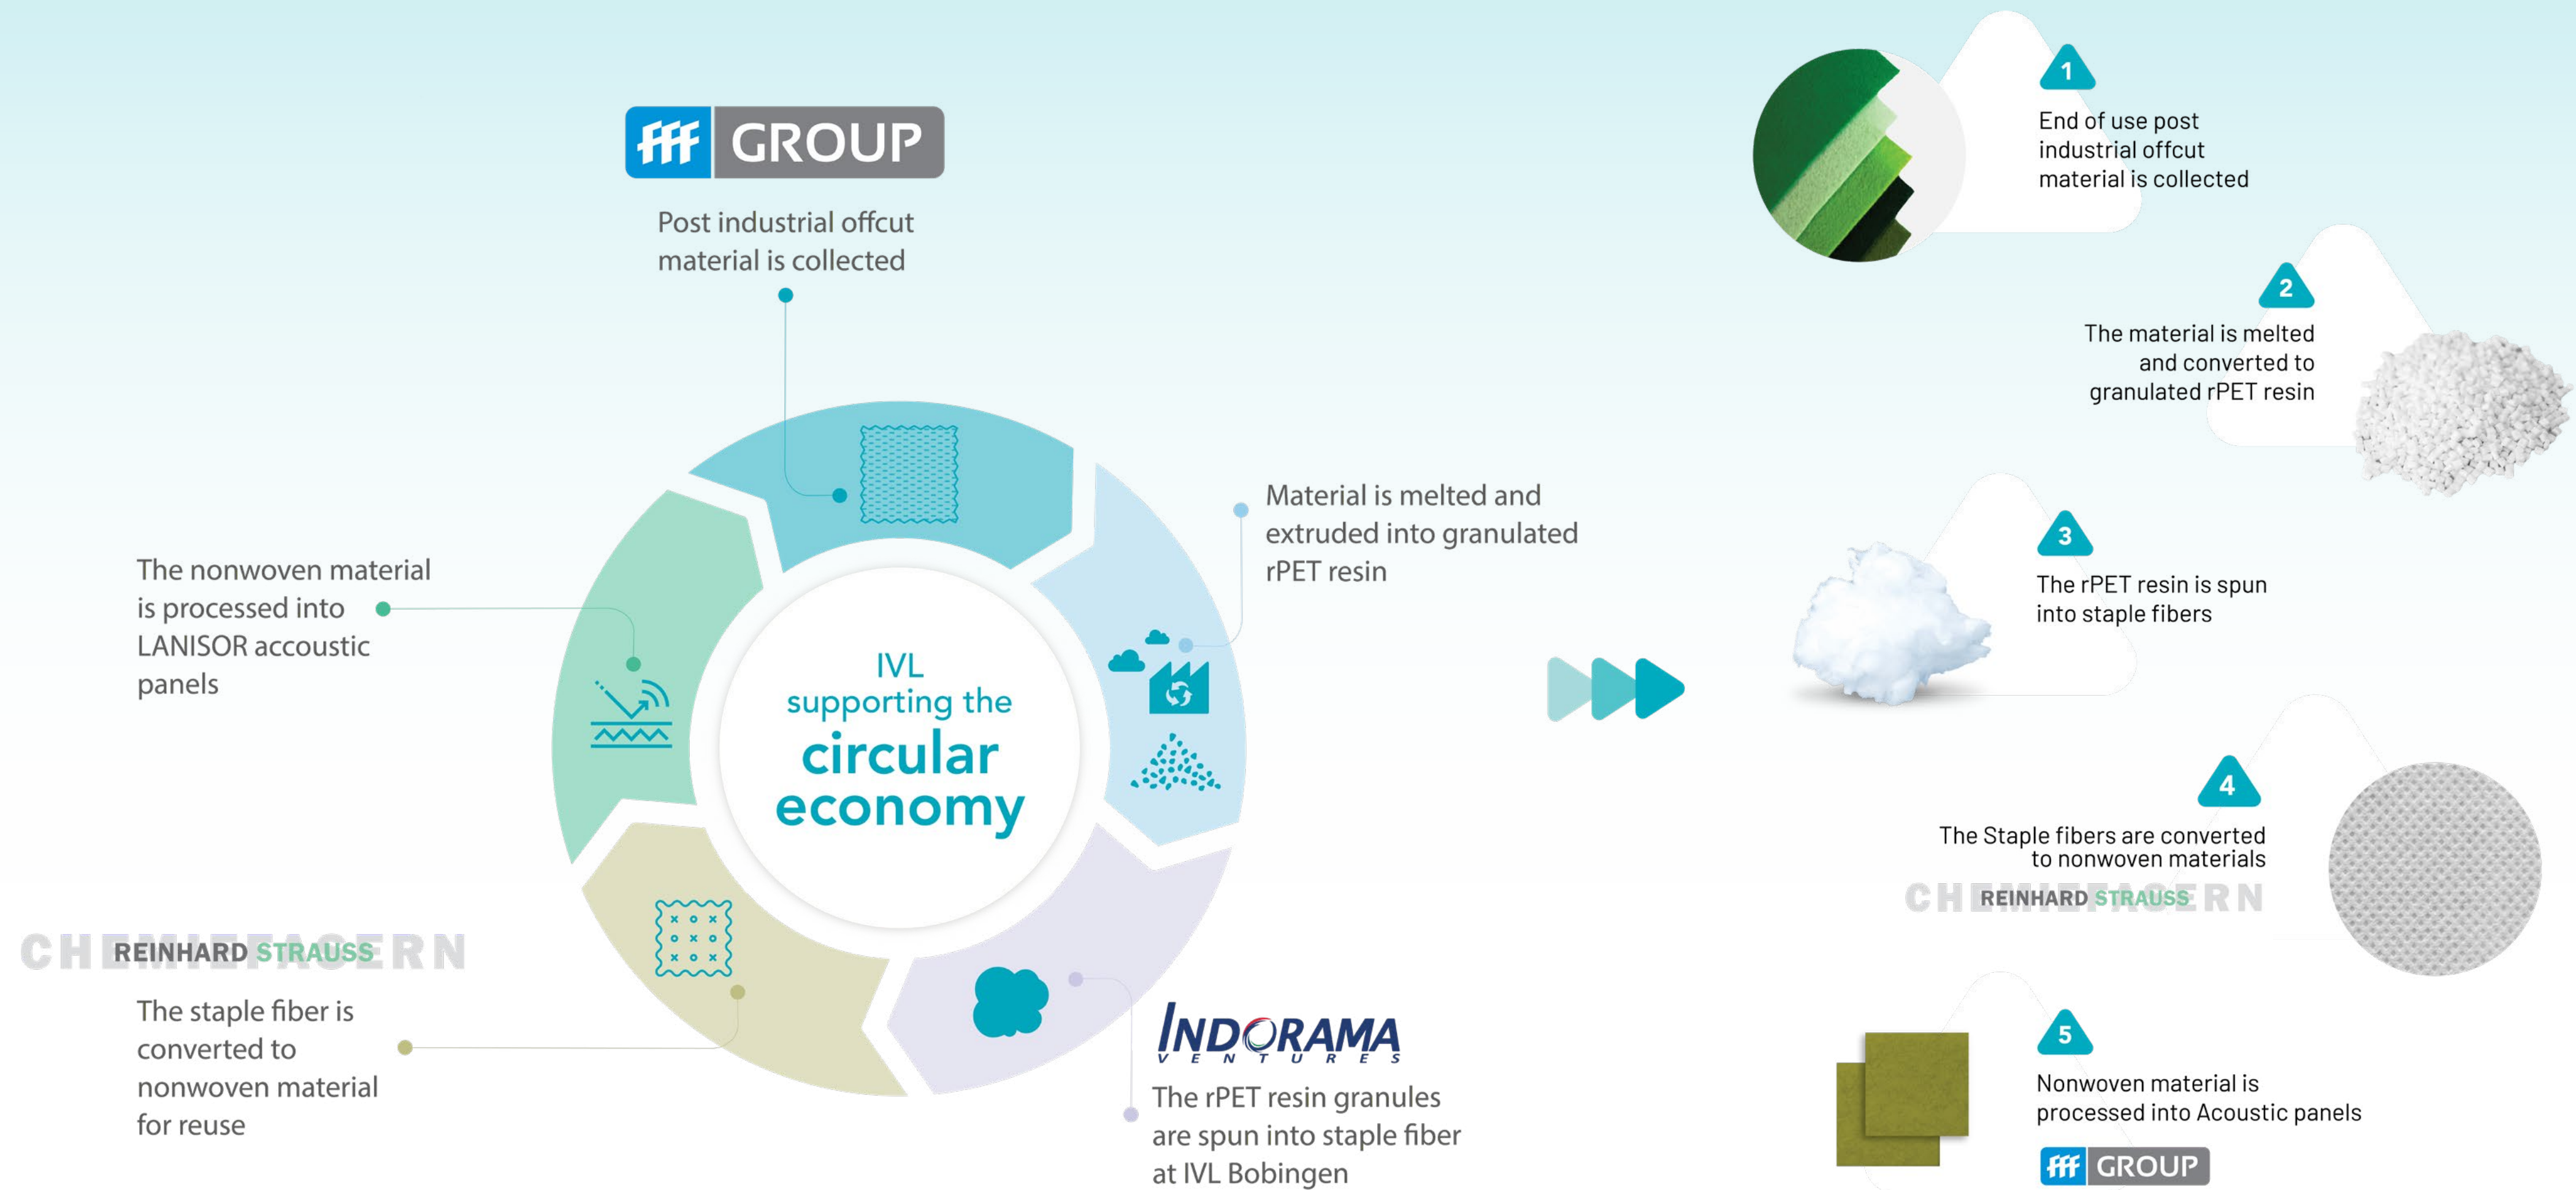 fff GROUP
Post industrial offcut
material is collected
Material is melted and
extruded into granulated
rPET resin
INDORAMA
VENTURES
The rPET resin granules
are spun into staple fiber
at IVL Bobingen
CHEMIEFASERN
REINHARD STRAUSS
The staple fiber is
converted to
nonwoven material
for reuse
The nonwoven material
is processed into
LANISOR accoustic
panels
IVL
supporting the
circular
economy
1
End of use post
industrial offcut
material is collected
2
The material is melted
and converted to
granulated rPET resin
3
The rPET resin is spun
into staple fibers
4
The Staple fibers are converted
to nonwoven materials
CHEMIEFASERN
REINHARD STRAUSS
5
Nonwoven material is
processed into Acoustic panels
fff GROUP